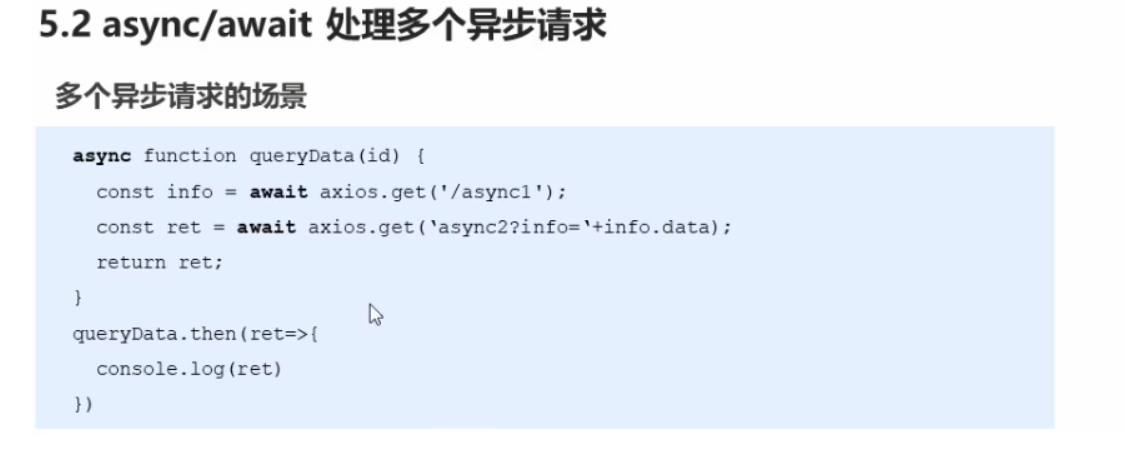 5.2 async/await 处理多个异步请求
多个异步请求的场景
async function queryData(id) {
const info = await axios.get('/async1');
const ret = await axios.get(‘async2?info=‘+info.data);
return ret;
}
queryData.then(ret=>{
console.log(ret)
})